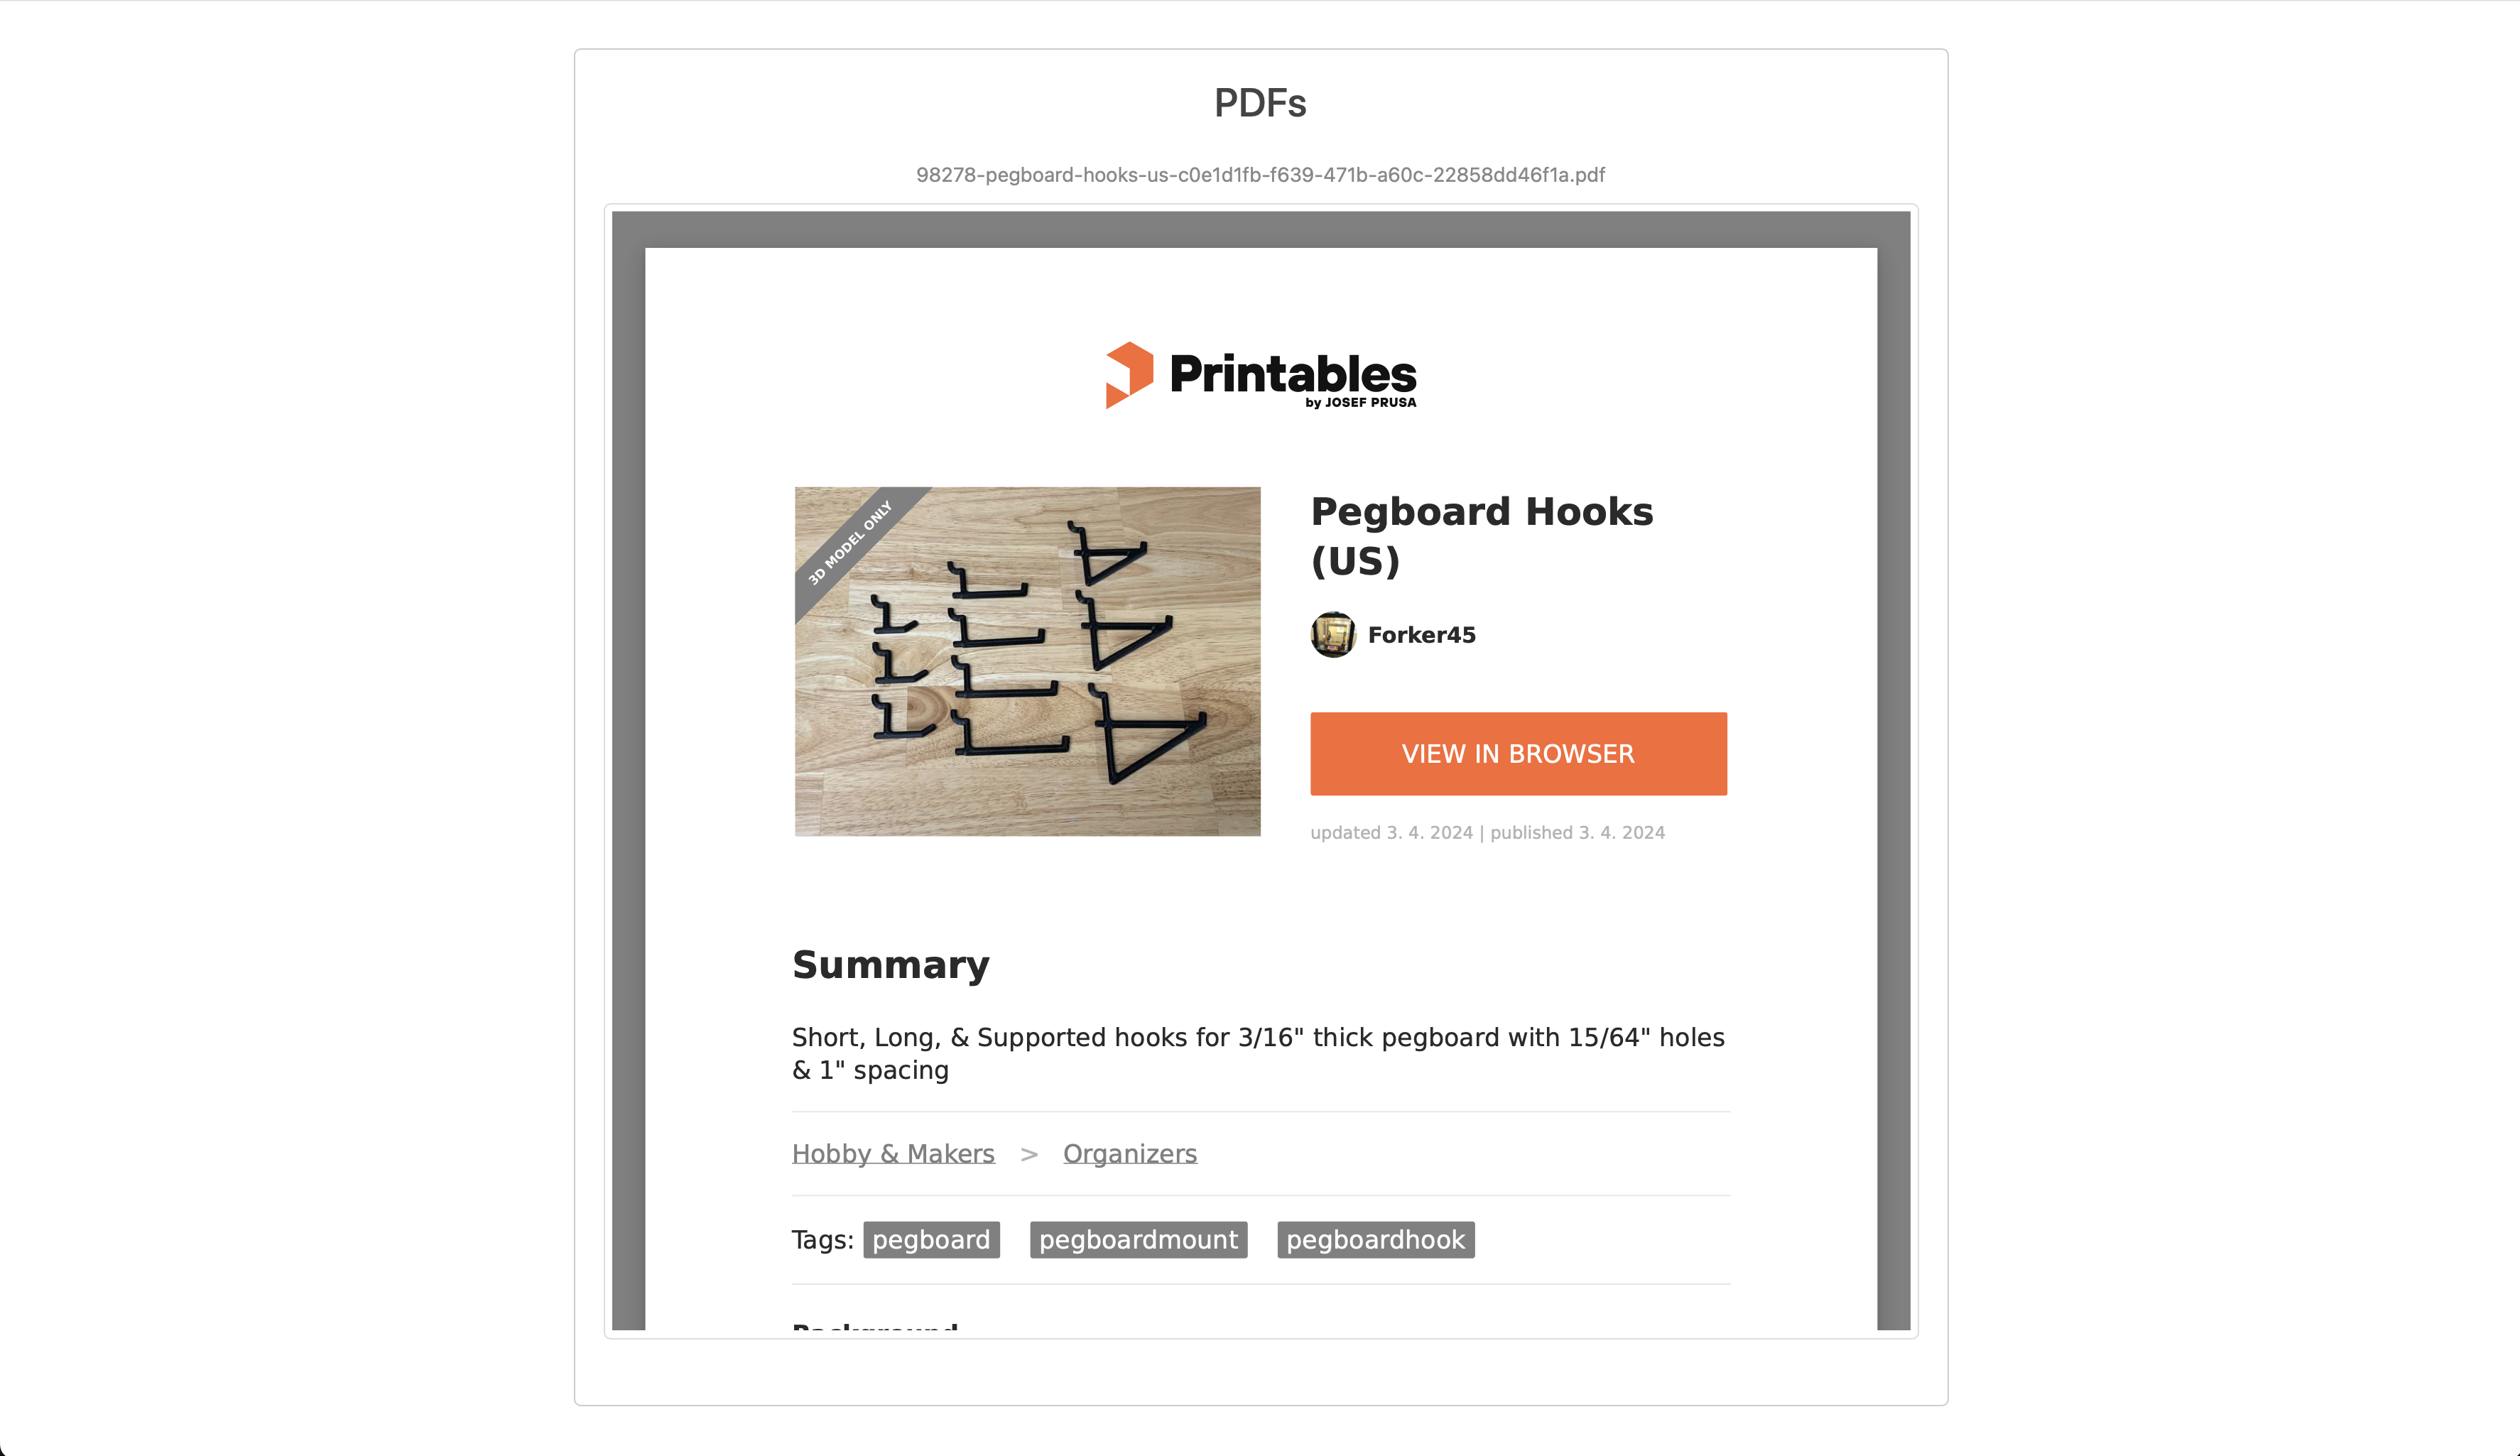 PDFs
98278-pegboard-hooks-us-c0e1d1fb-f639-471b-a60c-22858dd46f1a.pdf
Printables
by JOSEF PRUSA
3D MODEL ONLY
Pegboard Hooks
(US)
Forker45
VIEW IN BROWSER
updated 3. 4. 2024 | published 3. 4. 2024
Summary
Short, Long, & Supported hooks for 3/16" thick pegboard with 15/64" holes
& 1" spacing
Hobby & Makers > Organizers
Tags: pegboard pegboardmount pegboardhook